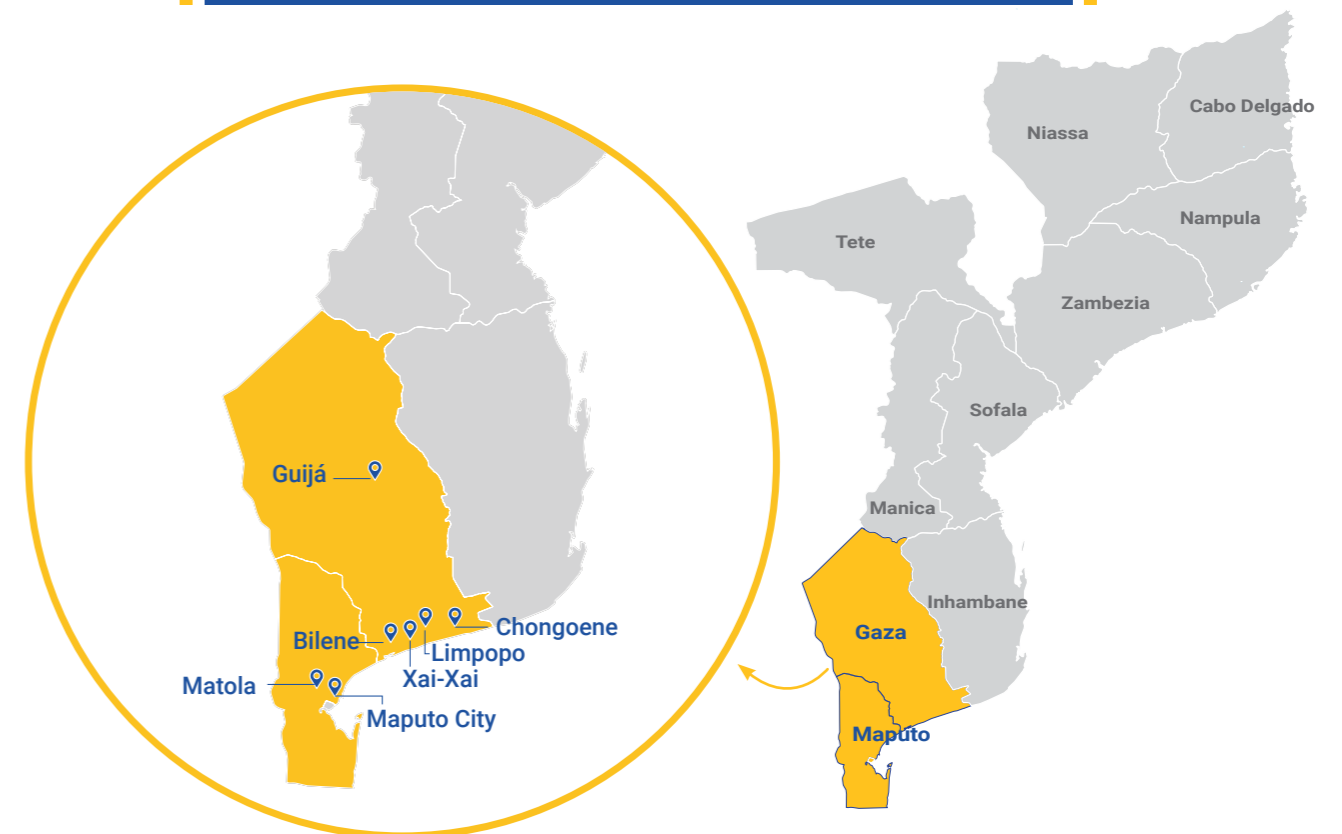 Cabo Delgado
Niassa
Nampula
Tete
Zambezia
Sofala
Manica
Inhambane
Gaza
Maputo
Guijá
Chongoene
Bilene
Limpopo
Xai-Xai
Matola
Maputo City